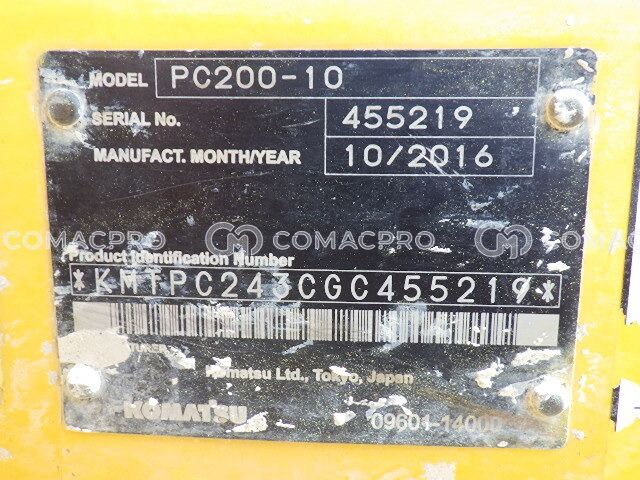 MODEL PC200-10
SERIAL No. 455219
MANUFACT. MONTH/YEAR 10/2016
COMACPRO COMACPRO COMACPRO
Product Identification Number
*KMTPC243CGC455219*
Komatsu Ltd., Tokyo, Japan
KOMATSU
09601-14000